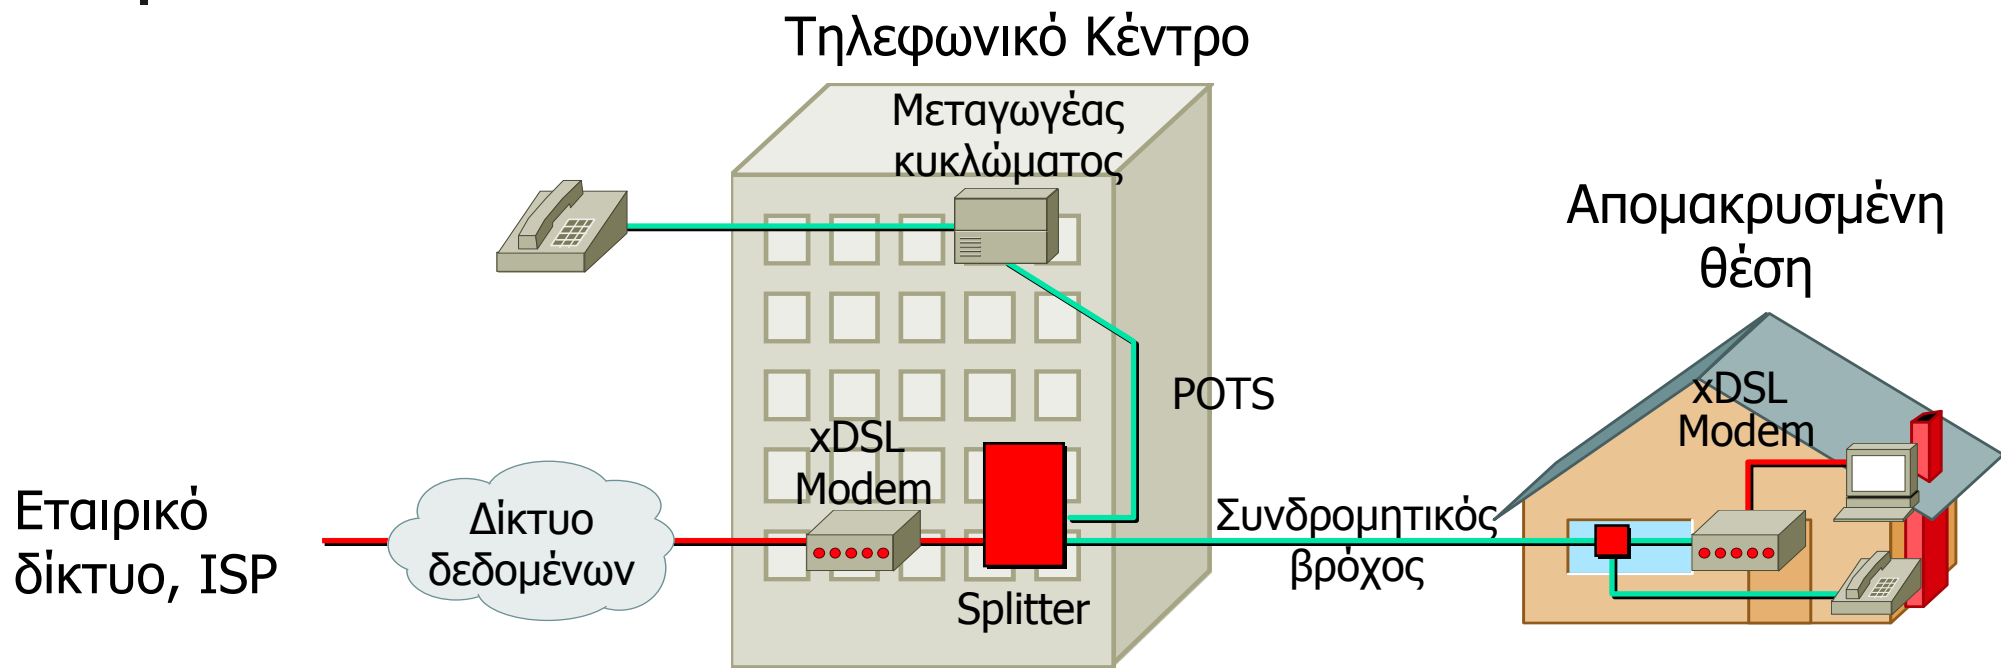 Τηλεφωνικό Κέντρο
Μεταγωγέας
κυκλώματος
Απομακρυσμένη
θέση
POTS
xDSL
Modem
xDSL
Modem
Εταιρικό
δίκτυο, ISP
Δίκτυο
δεδομένων
Συνδρομητικός
βρόχος
Splitter